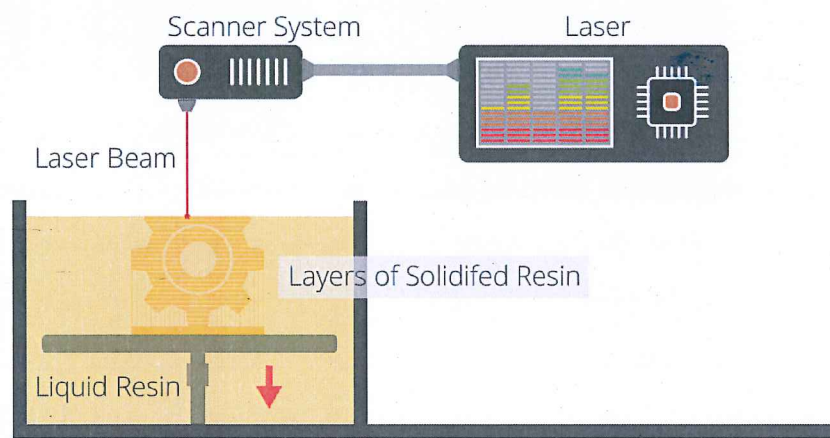 Scanner System
Laser
Laser Beam
Layers of Solidifed Resin
Liquid Resin